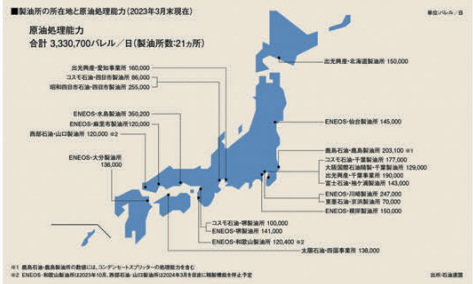 ■製油所の所在地と原油処理能力(2023年3月末現在)
単位:バレル/日
原油処理能力
合計 3,330,700バレル/日(製油所数:21ヵ所)
出光興産・愛知事業所 160,000
コスモ石油・四日市製油所 86,000
昭和四日市石油・四日市製油所 255,000
ENEOS・水島製油所 350,200
ENEOS・麻里布製油所 120,000
西部石油・山口製油所 120,000 ※2
ENEOS・大分製油所
136,000
出光興産・北海道製油所 150,000
ENEOS・仙台製油所 145,000
鹿島石油・鹿島製油所 203,100 ※1
コスモ石油・千葉製油所 177,000
大阪国際石油精製・千葉製油所 129,000
出光興産・千葉事業所 190,000
富士石油・袖ケ浦製油所 143,000
ENEOS・川崎製油所 247,000
東亜石油・京浜製油所 70,000
ENEOS・根岸製油所 150,000
コスモ石油・堺製油所 100,000
ENEOS・堺製油所 141,000
ENEOS・和歌山製油所 120,400 ※2
太陽石油・四国事業所 138,000
※1 鹿島石油・鹿島製油所の数値には、コンデンセートスプリッターの処理能力を含む
※2 ENEOS・和歌山製油所は2023年10月、西部石油・山口製油所は2024年3月を目途に精製機能を停止予定
出所:石油連盟